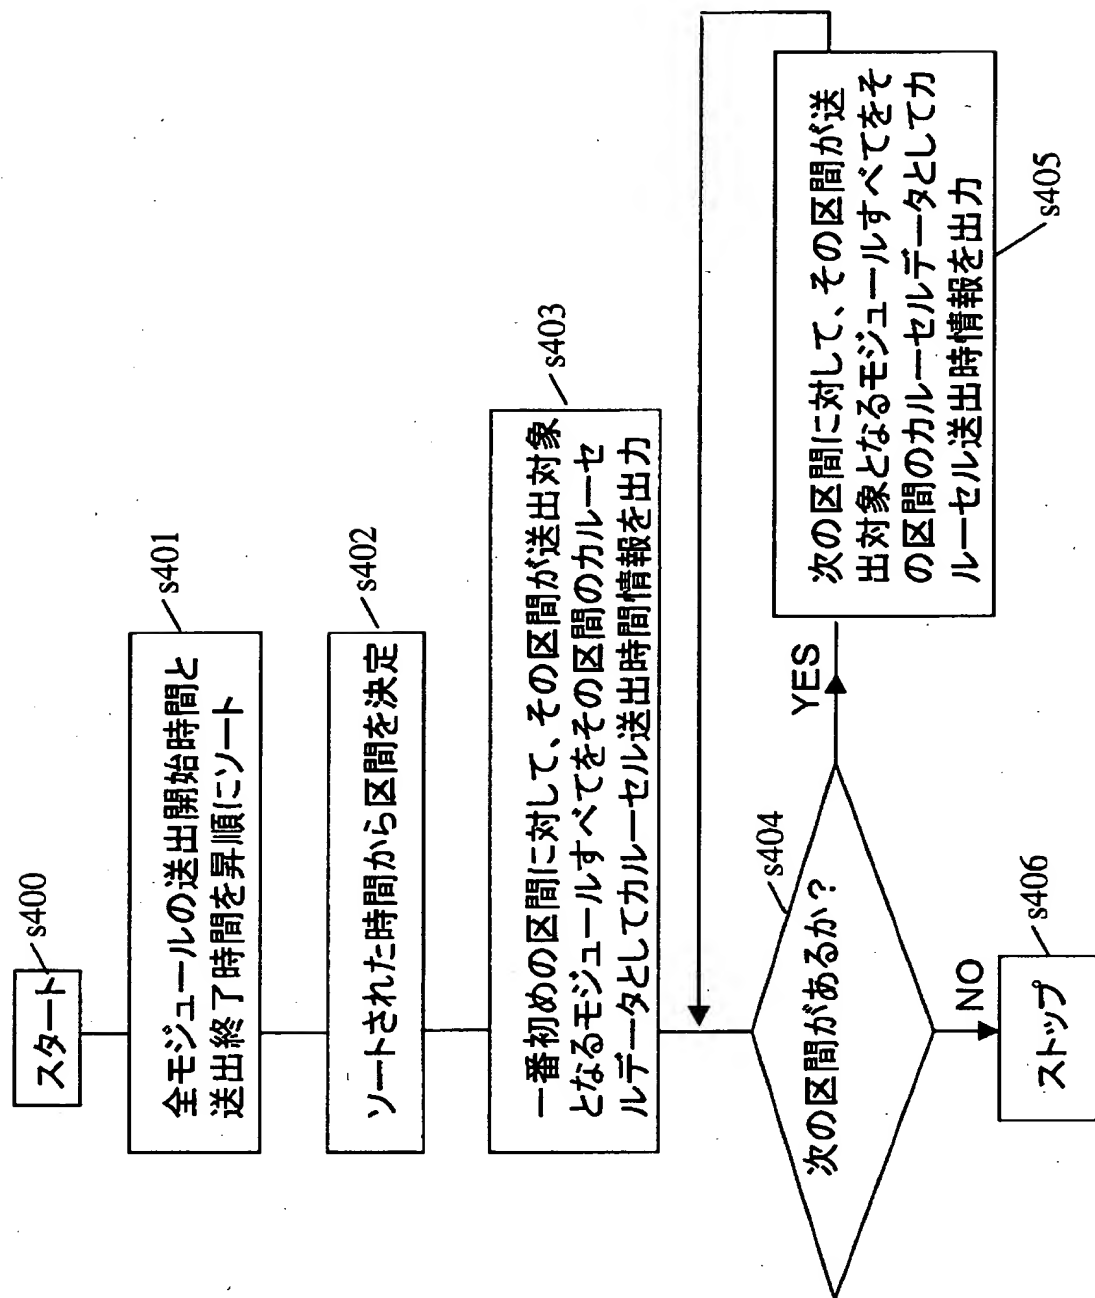 スタート
s400
全モジュールの送出開始時間と
送出終了時間を昇順にソート
s401
ソートされた時間から区間を決定
s402
一番初めの区間に対して、その区間が送出対象
となるモジュールすべてをその区間のカルーセ
ルデータとしてカルーセル送出時間情報を出力
s403
次の区間があるか?
s404
YES
次の区間に対して、その区間が送
出対象となるモジュールすべてをそ
の区間のカルーセルデータとしてカ
ルーセル送出時情報を出力
s405
NO
ストップ
s406